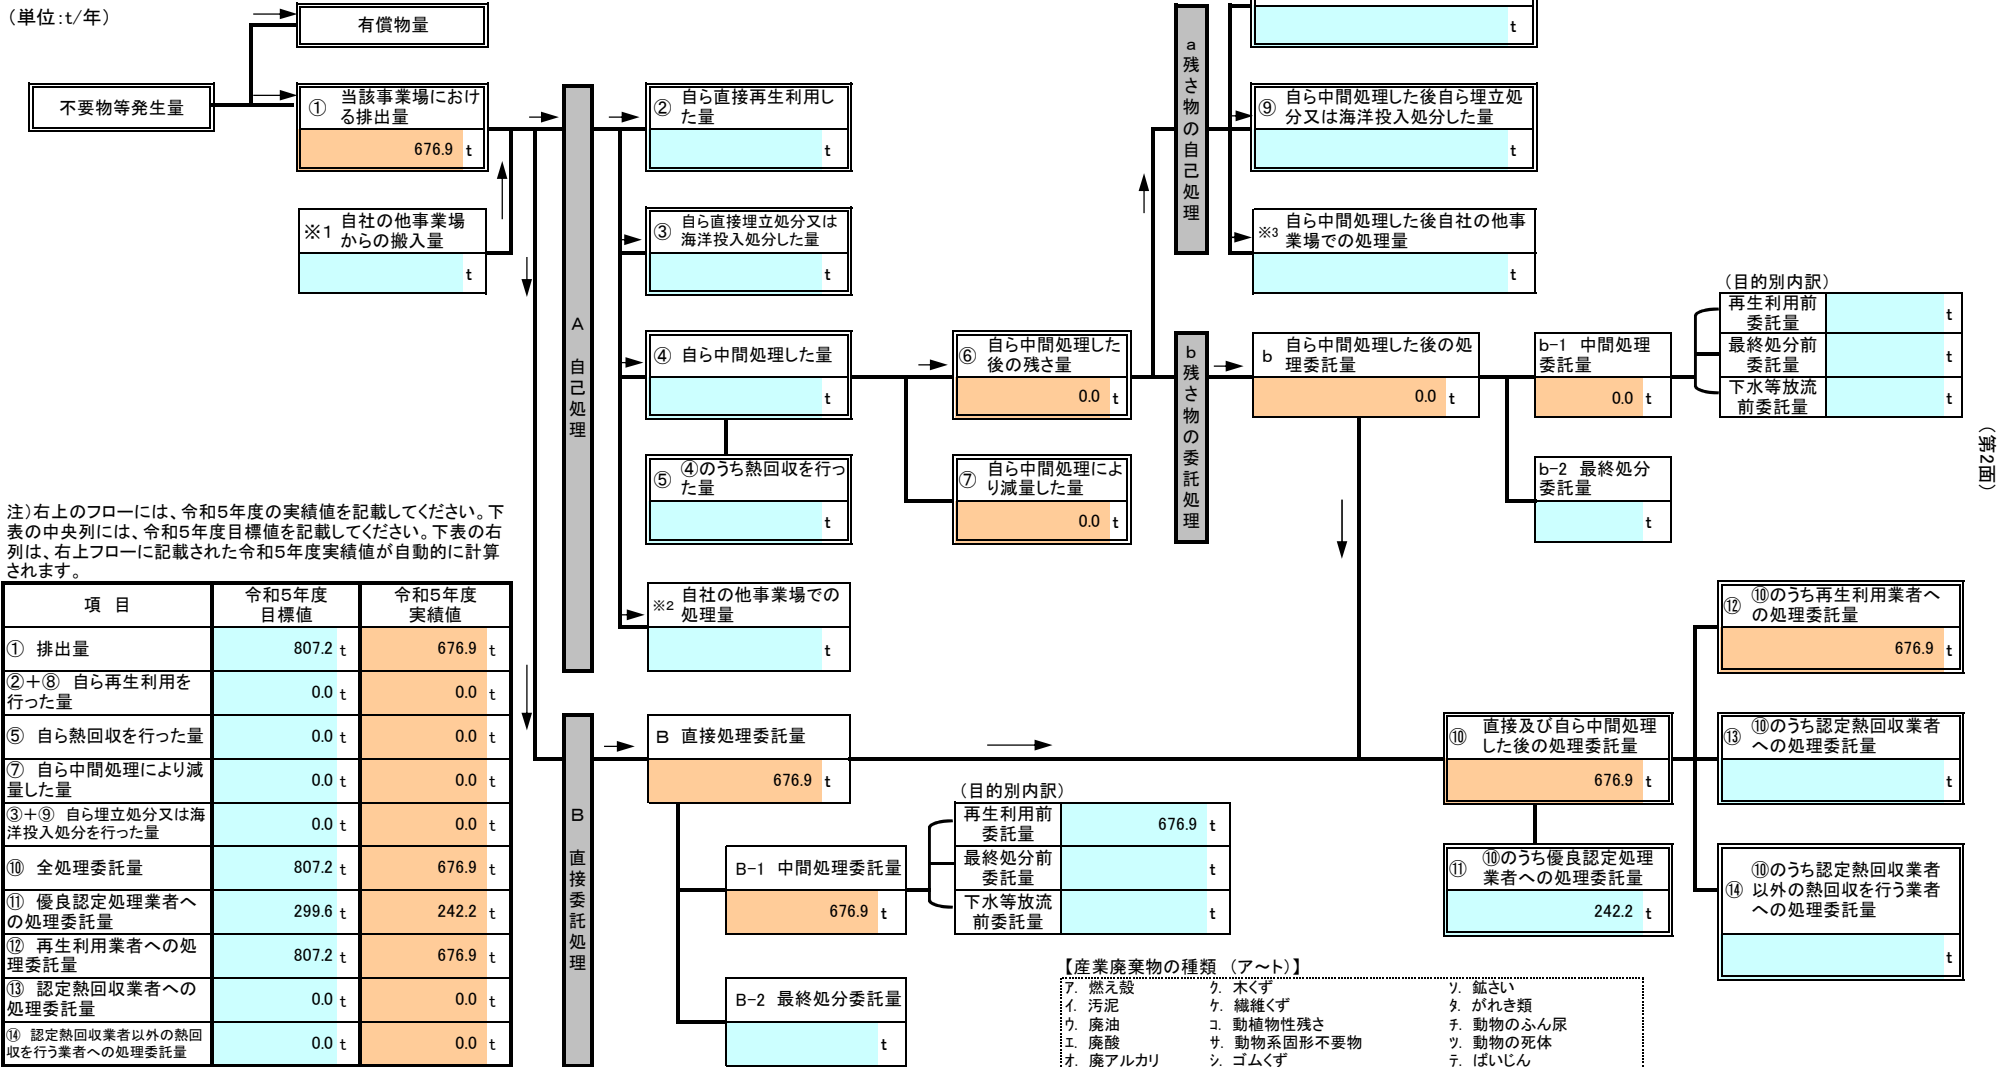 （単位：t/年）
有償物量
不要物等発生量
① 当該事業場におけ
る排出量
676.9 t
※1 自社の他事業場
からの搬入量
t
A 自己処理
② 自ら直接再生利用し
た量
t
③ 自ら直接埋立処分又は
海洋投入処分した量
t
④ 自ら中間処理した量
t
⑤ ④のうち熱回収を行っ
た量
t
※2 自社の他事業場での
処理量
t
⑥ 自ら中間処理した
後の残さ量
0.0 t
⑦ 自ら中間処理によ
り減量した量
0.0 t
a 残さ物の自己処理
t
⑨ 自ら中間処理した後自ら埋立処
分又は海洋投入処分した量
t
※3 自ら中間処理した後自社の他事
業場での処理量
t
b 残さ物の委託処理
b 自ら中間処理した後の処
理委託量
0.0 t
b-1 中間処理
委託量
0.0 t
b-2 最終処分
委託量
t
（目的別内訳）
再生利用前
委託量
t
最終処分前
委託量
t
下水等放流
前委託量
t
（第2面）
注）右上のフローには、令和5年度の実績値を記載してください。下
表の中央列には、令和5年度目標値を記載してください。下表の右
列は、右上フローに記載された令和5年度実績値が自動的に計算
されます。
項 目
令和5年度
目標値
令和5年度
実績値
① 排出量 807.2 t 676.9 t
②＋⑧ 自ら再生利用を
行った量 0.0 t 0.0 t
⑤ 自ら熱回収を行った量 0.0 t 0.0 t
⑦ 自ら中間処理により減
量した量 0.0 t 0.0 t
③＋⑨ 自ら埋立処分又は海
洋投入処分を行った量 0.0 t 0.0 t
⑩ 全処理委託量 807.2 t 676.9 t
⑪ 優良認定処理業者へ
の処理委託量 299.6 t 242.2 t
⑫ 再生利用業者への処
理委託量 807.2 t 676.9 t
⑬ 認定熱回収業者への
処理委託量 0.0 t 0.0 t
⑭ 認定熱回収業者以外の熱回
収を行う業者への処理委託量 0.0 t 0.0 t
B 直接委託処理
B 直接処理委託量
676.9 t
B-1 中間処理委託量
676.9 t
B-2 最終処分委託量
t
（目的別内訳）
再生利用前
委託量
676.9 t
最終処分前
委託量
t
下水等放流
前委託量
t
⑩ 直接及び自ら中間処理
した後の処理委託量
676.9 t
⑪ ⑩のうち優良認定処理
業者への処理委託量
242.2 t
⑫ ⑩のうち再生利用業者へ
の処理委託量
676.9 t
⑬ ⑩のうち認定熱回収業者
への処理委託量
t
⑭ ⑩のうち認定熱回収業者
以外の熱回収を行う業者
への処理委託量
t
【産業廃棄物の種類 （ア～ト）】
ア. 燃え殻 ク. 木くず ソ. 鉱さい
イ. 汚泥 ケ. 繊維くず タ. がれき類
ウ. 廃油 コ. 動植物性残さ チ. 動物のふん尿
エ. 廃酸 サ. 動物系固形不要物 ツ. 動物の死体
オ. 廃アルカリ シ. ゴムくず テ. ばいじん